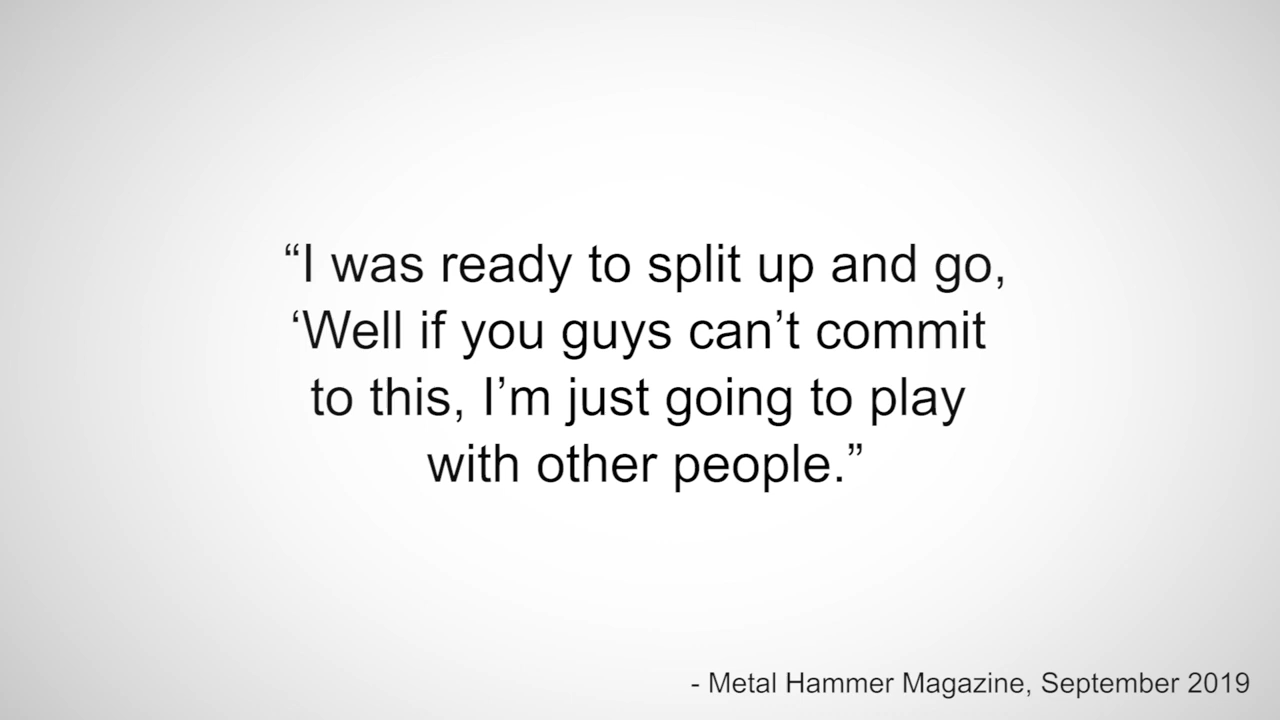 “I was ready to split up and go,
‘Well if you guys can’t commit
to this, I’m just going to play
with other people.”
- Metal Hammer Magazine, September 2019